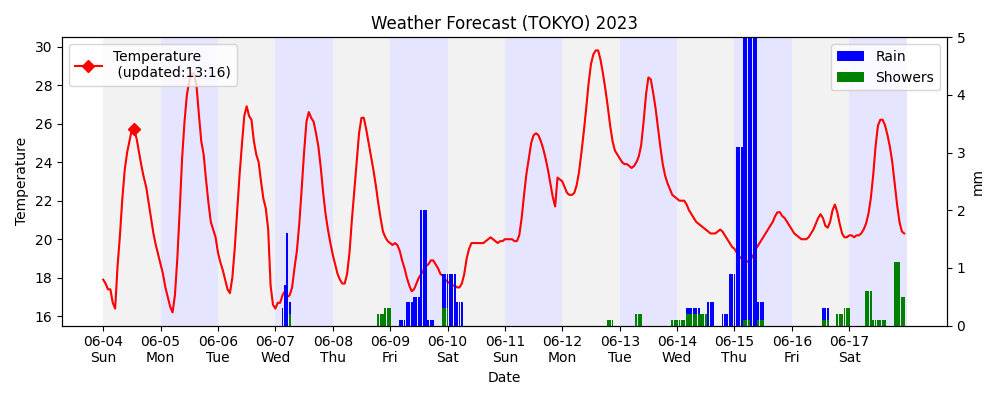 Weather Forecast (TOKYO) 2023
Temperature
(updated:13:16)
Rain
Showers
30
28
26
24
22
20
18
16
Temperature
5
4
3
2
1
0
mm
06-04 06-05 06-06 06-07 06-08 06-09 06-10 06-11 06-12 06-13 06-14 06-15 06-16 06-17
Sun Mon Tue Wed Thu Fri Sat Sun Mon Tue Wed Thu Fri Sat
Date